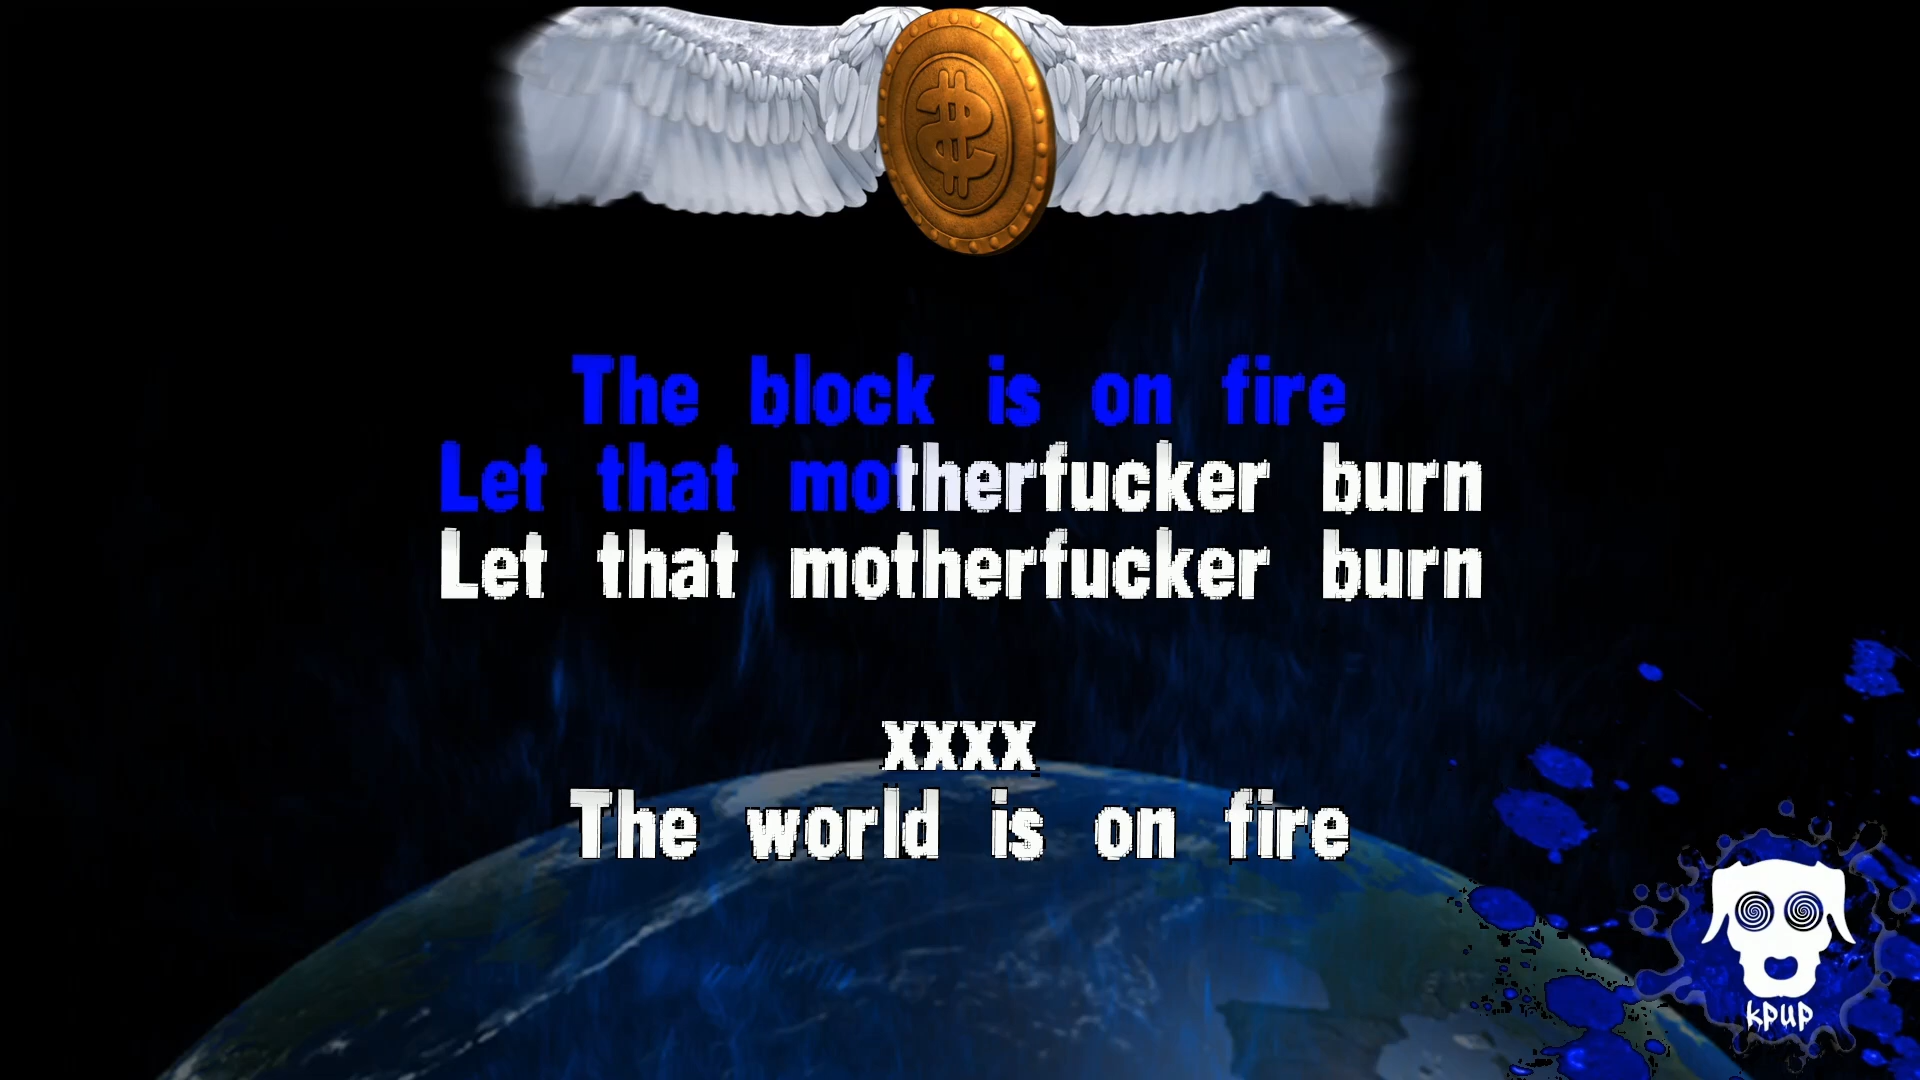 The block is on fire
Let that motherfucker burn
Let that motherfucker burn
xxxx
The world is on fire
kpup